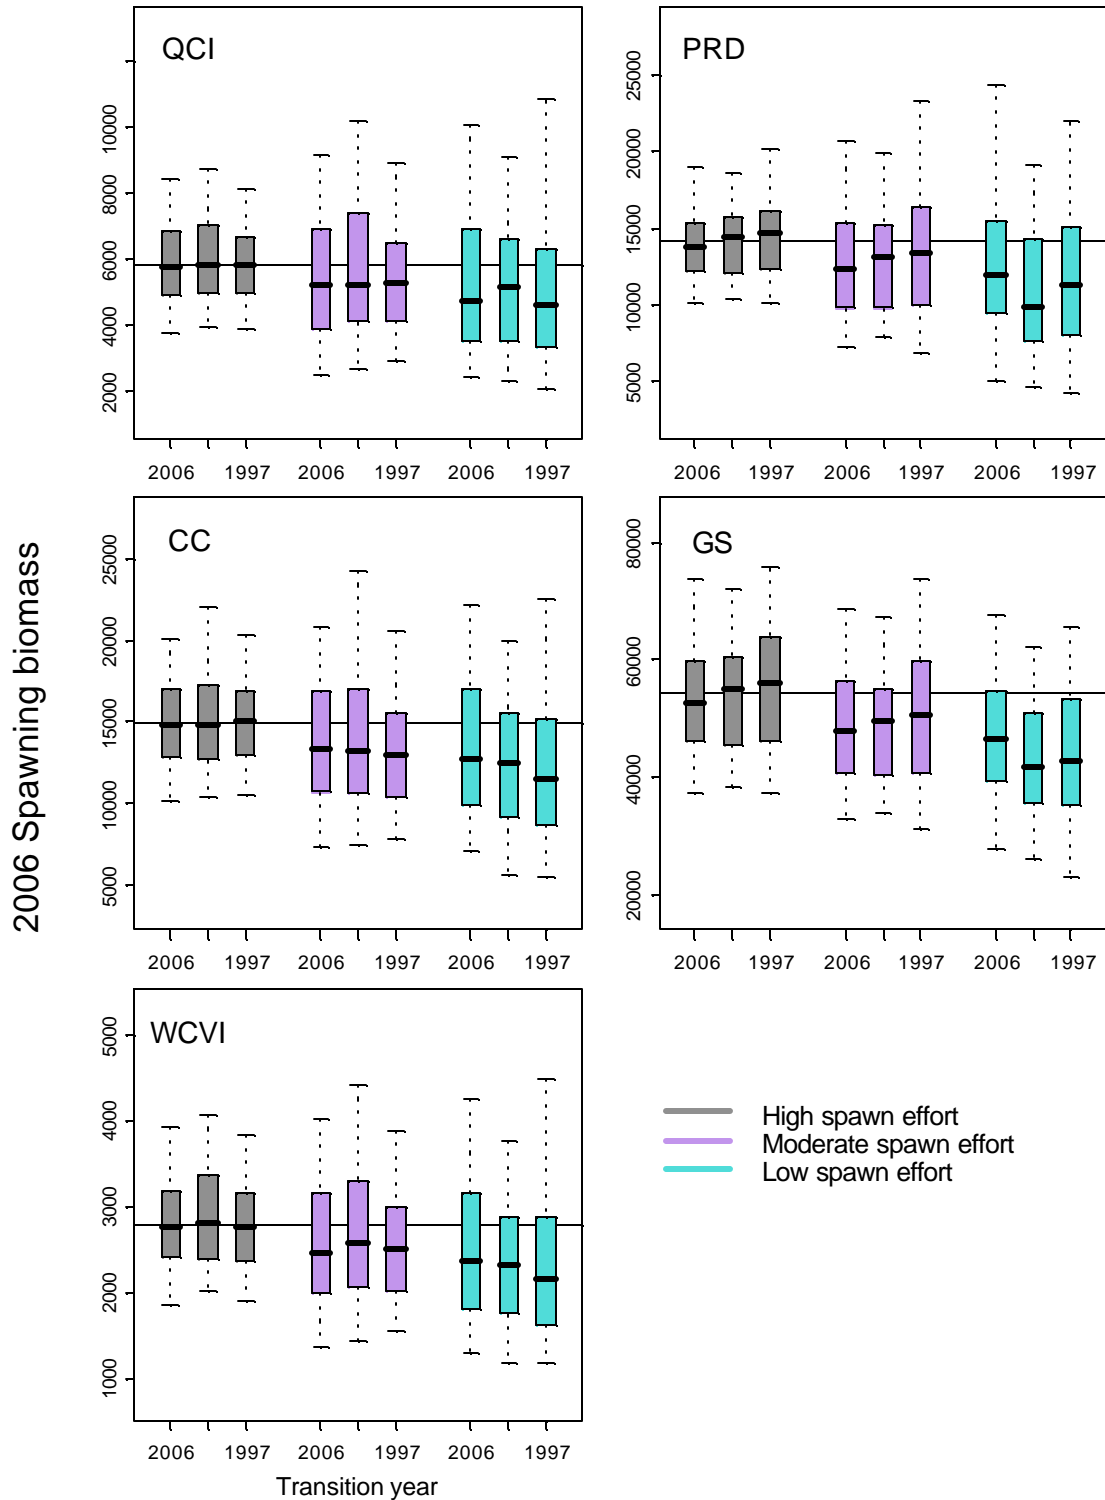 2006 Spawning biomass
QCI
10000
8000
6000
4000
2000
2006 1997 2006 1997 2006 1997
PRD
25000
20000
15000
10000
5000
2006 1997 2006 1997 2006 1997
CC
25000
20000
15000
10000
5000
2006 1997 2006 1997 2006 1997
GS
80000
60000
40000
20000
2006 1997 2006 1997 2006 1997
WCVI
5000
4000
3000
2000
1000
2006 1997 2006 1997 2006 1997
Transition year
High spawn effort
Moderate spawn effort
Low spawn effort